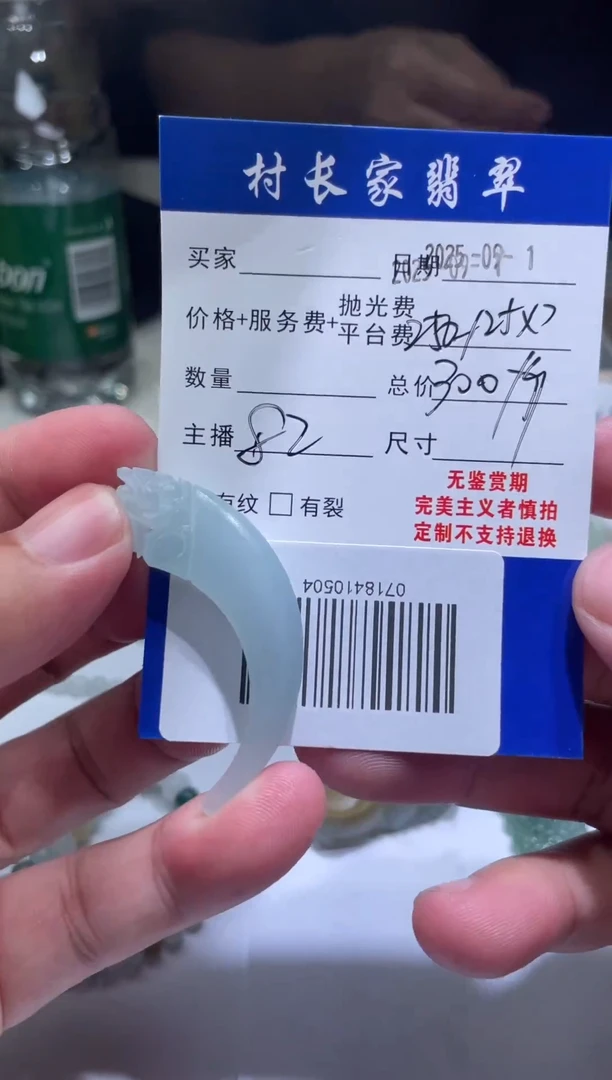 村长家翡翠
买家 日期 2025-09-1
价格+服务费+抛光费平台费
数量 总价 300
主播 82 尺寸
有纹 □ 有裂
无鉴赏期
完美主义者慎拍
定制不支持退换
0718410504
bon